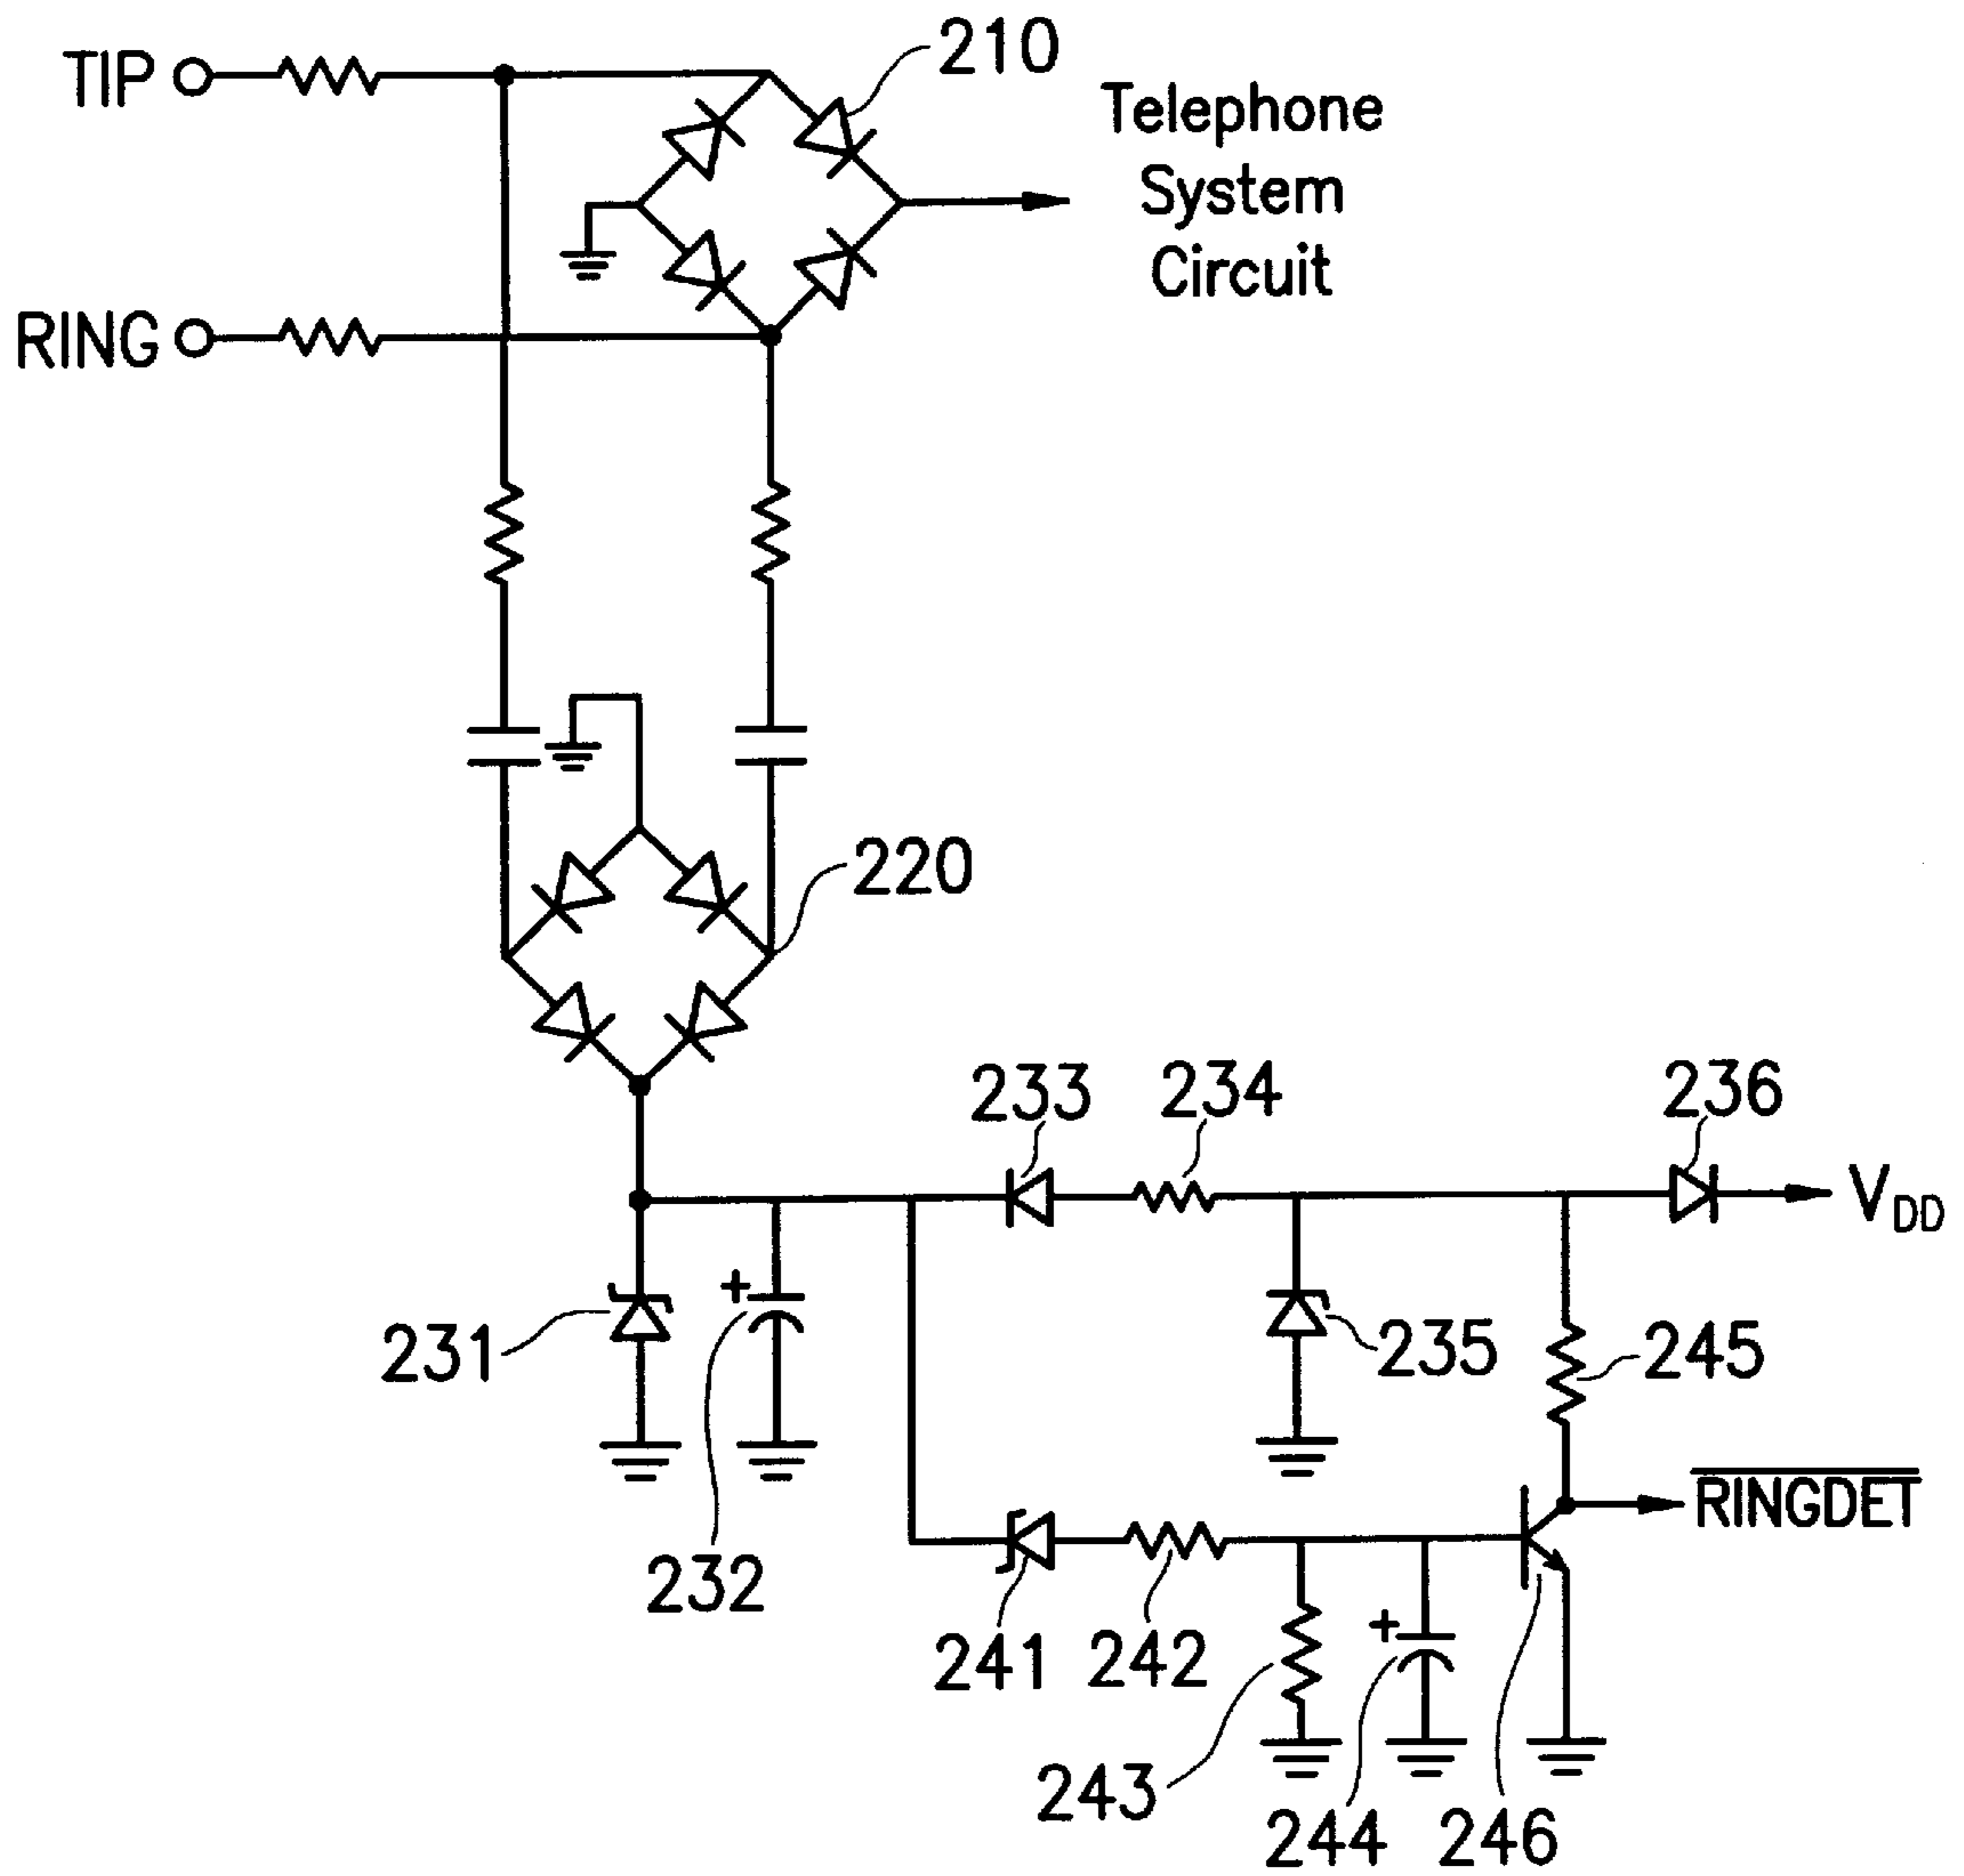 210
TIP
Telephone
System
Circuit
RING
220
233
234
236
V_DD
231
235
245
RINGDET
232
241
242
243
244
246
+
+